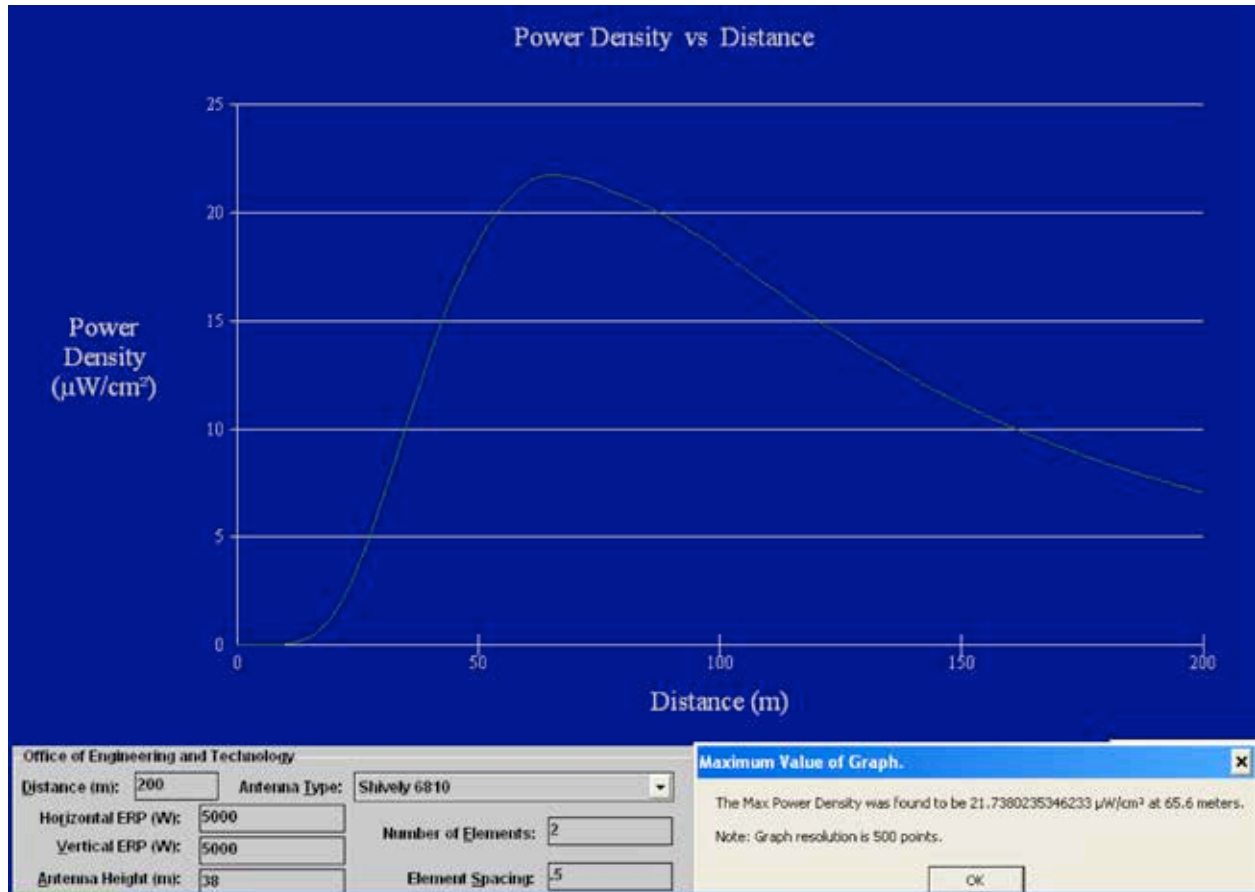 Power Density vs Distance
25
20
15
10
5
0
Power
Density
(µW/cm²)
0 50 100 150 200
Distance (m)
Office of Engineering and Technology
Distance (m): 200 Antenna Type: Shively 6810
Horizontal ERP (W): 5000
Number of Elements: 2
Vertical ERP (W): 5000
Antenna Height (m): 38 Element Spacing: .5
Maximum Value of Graph.
The Max Power Density was found to be 21.7380235346233 µW/cm² at 65.6 meters.
Note: Graph resolution is 500 points.
OK